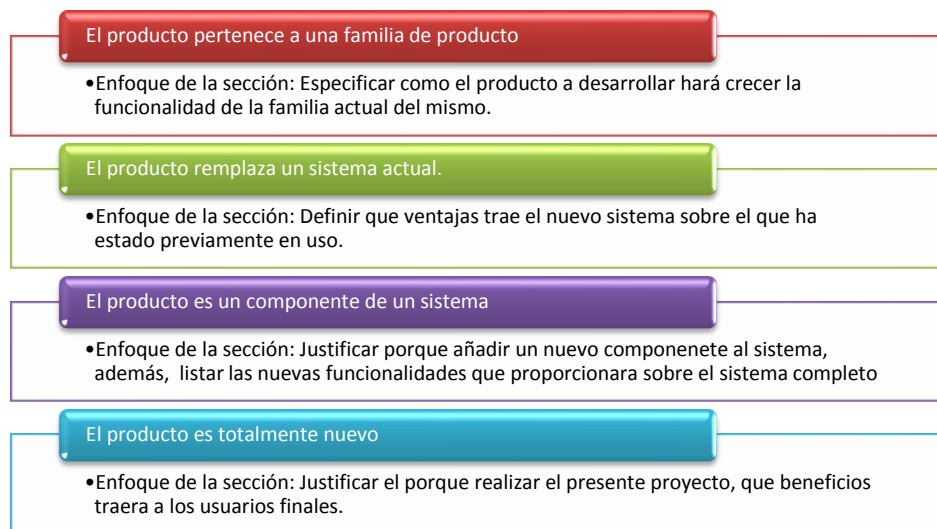 El producto pertenece a una familia de producto
•Enfoque de la sección: Especificar como el producto a desarrollar hará crecer la
funcionalidad de la familia actual del mismo.
El producto remplaza un sistema actual.
•Enfoque de la sección: Definir que ventajas trae el nuevo sistema sobre el que ha
estado previamente en uso.
El producto es un componente de un sistema
•Enfoque de la sección: Justificar porque añadir un nuevo componenete al sistema,
además, listar las nuevas funcionalidades que proporcionara sobre el sistema completo
El producto es totalmente nuevo
•Enfoque de la sección: Justificar el porque realizar el presente proyecto, que beneficios
traera a los usuarios finales.